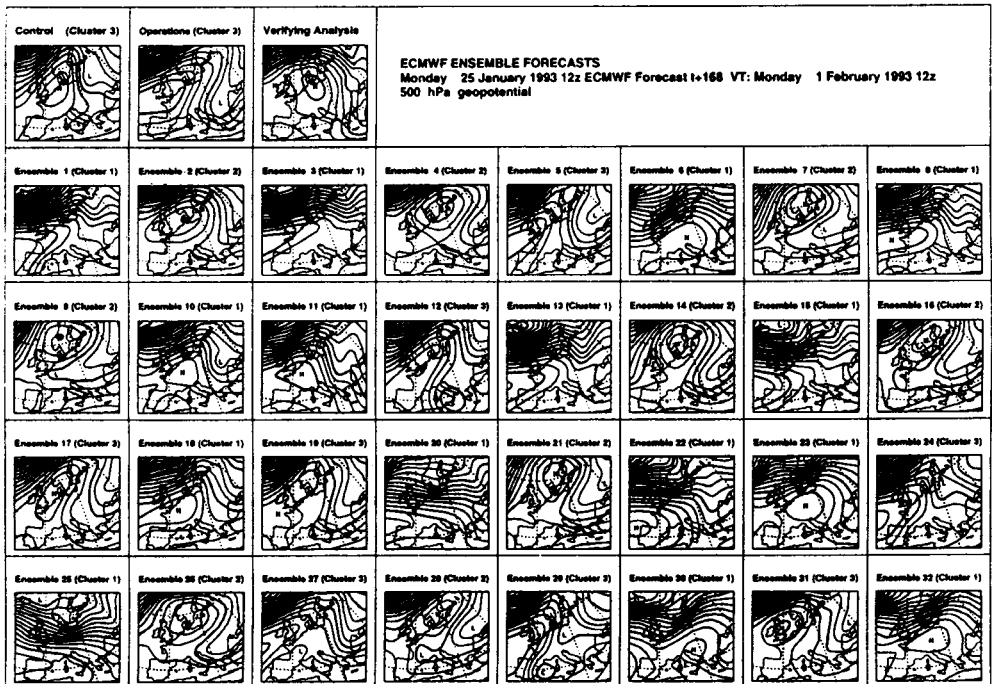 Control (Cluster 3)
Operations (Cluster 3)
Verifying Analysis
ECMWF ENSEMBLE FORECASTS
Monday 25 January 1993 12z ECMWF Forecast t+168 VT: Monday 1 February 1993 12z
500 hPa geopotential
Ensemble 1 (Cluster 1)
Ensemble 2 (Cluster 2)
Ensemble 3 (Cluster 1)
Ensemble 4 (Cluster 2)
Ensemble 5 (Cluster 3)
Ensemble 6 (Cluster 1)
Ensemble 7 (Cluster 2)
Ensemble 8 (Cluster 1)
Ensemble 9 (Cluster 2)
Ensemble 10 (Cluster 1)
Ensemble 11 (Cluster 1)
Ensemble 12 (Cluster 3)
Ensemble 13 (Cluster 1)
Ensemble 14 (Cluster 2)
Ensemble 15 (Cluster 1)
Ensemble 16 (Cluster 2)
Ensemble 17 (Cluster 3)
Ensemble 18 (Cluster 1)
Ensemble 19 (Cluster 3)
Ensemble 20 (Cluster 1)
Ensemble 21 (Cluster 2)
Ensemble 22 (Cluster 1)
Ensemble 23 (Cluster 1)
Ensemble 24 (Cluster 3)
Ensemble 25 (Cluster 1)
Ensemble 26 (Cluster 2)
Ensemble 27 (Cluster 3)
Ensemble 28 (Cluster 2)
Ensemble 29 (Cluster 3)
Ensemble 30 (Cluster 1)
Ensemble 31 (Cluster 3)
Ensemble 32 (Cluster 1)